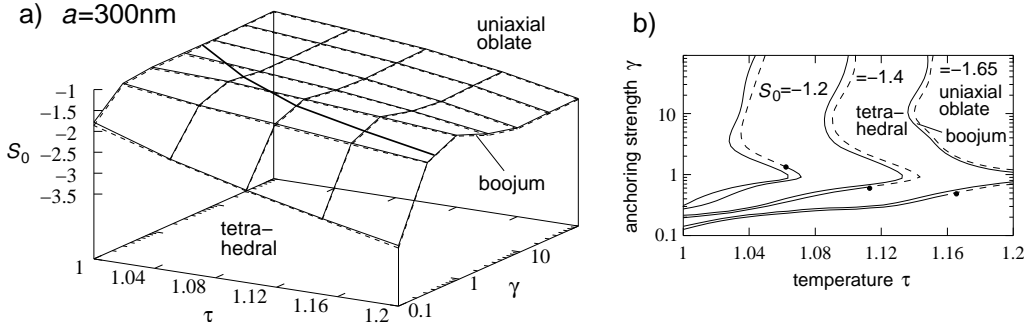 a) a=300nm
uniaxial
oblate
−1
−1.5
−2
−2.5
−3
−3.5
S0
boojum
tetra−
hedral
1
1.04
1.08
1.12
1.16
1.2
τ
0.1
1
10
γ
b)
anchoring strength γ
10
1
0.1
S0=−1.2
=−1.4
=−1.65
tetra−
hedral
uniaxial
oblate
boojum
1
1.04
1.08
1.12
1.16
1.2
temperature τ